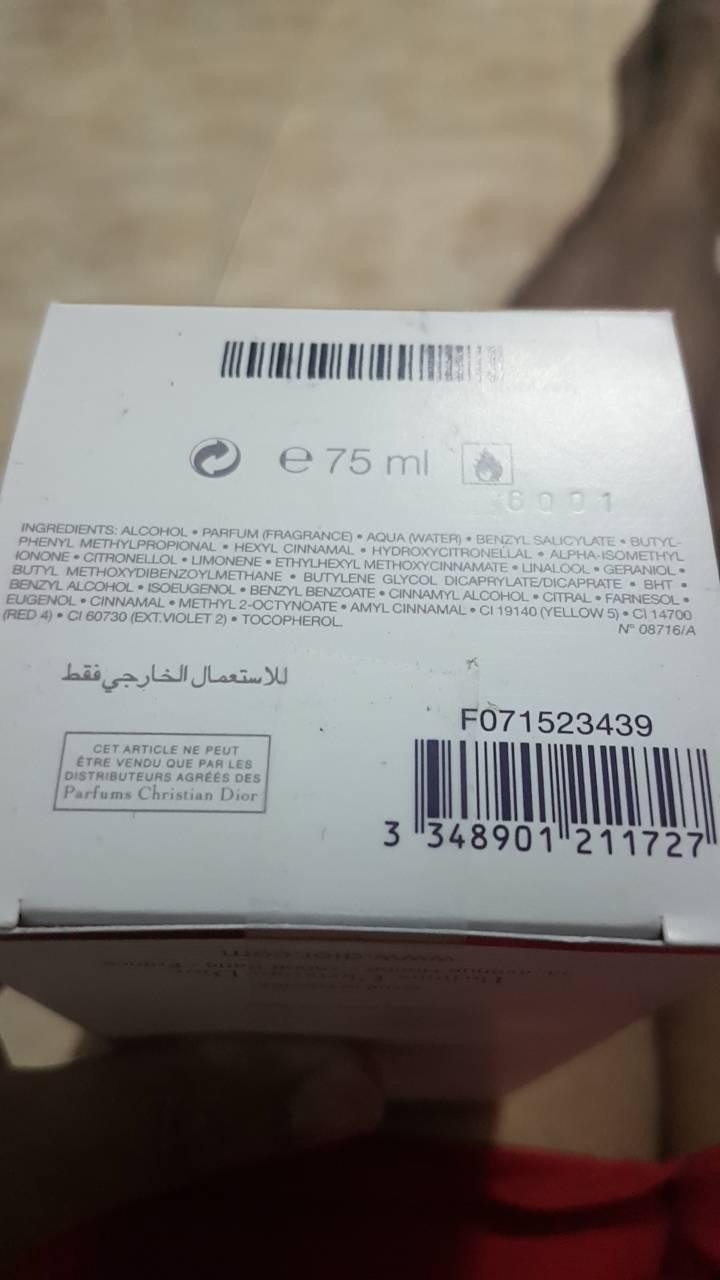 e 75 ml
6001
INGREDIENTS: ALCOHOL • PARFUM (FRAGRANCE) • AQUA (WATER) • BENZYL SALICYLATE • BUTYL-
PHENYL METHYLPROPIONAL • HEXYL CINNAMAL • HYDROXYCITRONELLAL • ALPHA-ISOMETHYL
IONONE • CITRONELLOL • LIMONENE • ETHYLHEXYL METHOXYCINNAMATE • LINALOOL • GERANIOL •
BUTYL METHOXYDIBENZOYLMETHANE • BUTYLENE GLYCOL DICAPRYLATE/DICAPRATE • BHT •
BENZYL ALCOHOL • ISOEUGENOL • BENZYL BENZOATE • CINNAMYL ALCOHOL • CITRAL • FARNESOL •
EUGENOL • CINNAMAL • METHYL 2-OCTYNOATE • AMYL CINNAMAL • CI 19140 (YELLOW 5) • CI 14700
(RED 4) • CI 60730 (EXT.VIOLET 2) • TOCOPHEROL.
N° 08716/A
للاستعمال الخارجي فقط
F071523439
CET ARTICLE NE PEUT
ÊTRE VENDU QUE PAR LES
DISTRIBUTEURS AGRÉÉS DES
Parfums Christian Dior
3 348901 211727
www.dior.com